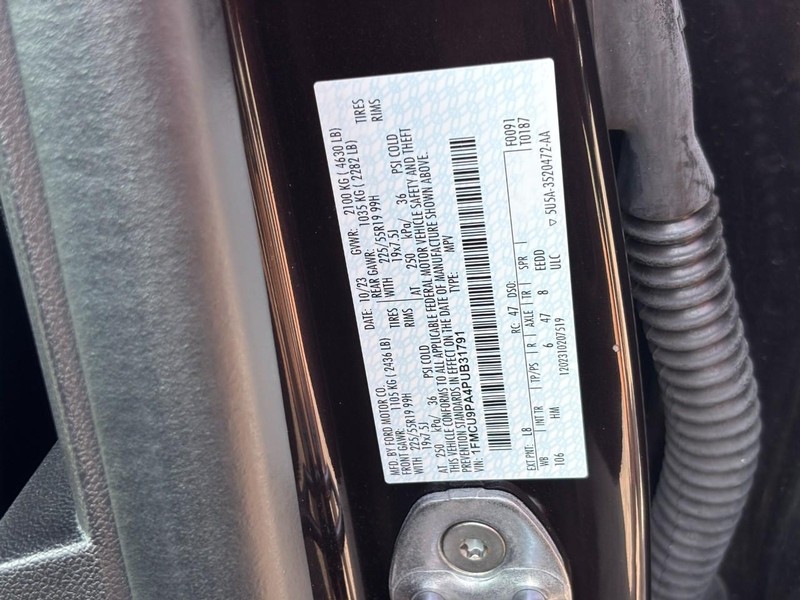 MFD. BY FORD MOTOR CO. DATE: 10/23 GVWR: 2100 KG ( 4630 LB)
FRONT GAWR: 1105 KG ( 2436 LB) REAR GAWR: 1035 KG ( 2282 LB)
WITH 225/55R19 99H TIRES WITH 225/55R19 99H TIRES
19x7.5J RIMS 19x7.5J RIMS
AT 250 kPa/ 36 PSI COLD AT 250 kPa/ 36 PSI COLD
THIS VEHICLE CONFORMS TO ALL APPLICABLE FEDERAL MOTOR VEHICLE SAFETY AND THEFT
PREVENTION STANDARDS IN EFFECT ON THE DATE OF MANUFACTURE SHOWN ABOVE.
VIN: 1FMCU9PA4PUB31791 TYPE: MPV
F0091
T0187
EXT PNT: L8 RC: 47 DSO:
WB INT TR TP/PS R AXLE TR SPR
106 HM 6 47 8 EEDD
ULC
1202310207519
▽ 5U5A-3520472-AA